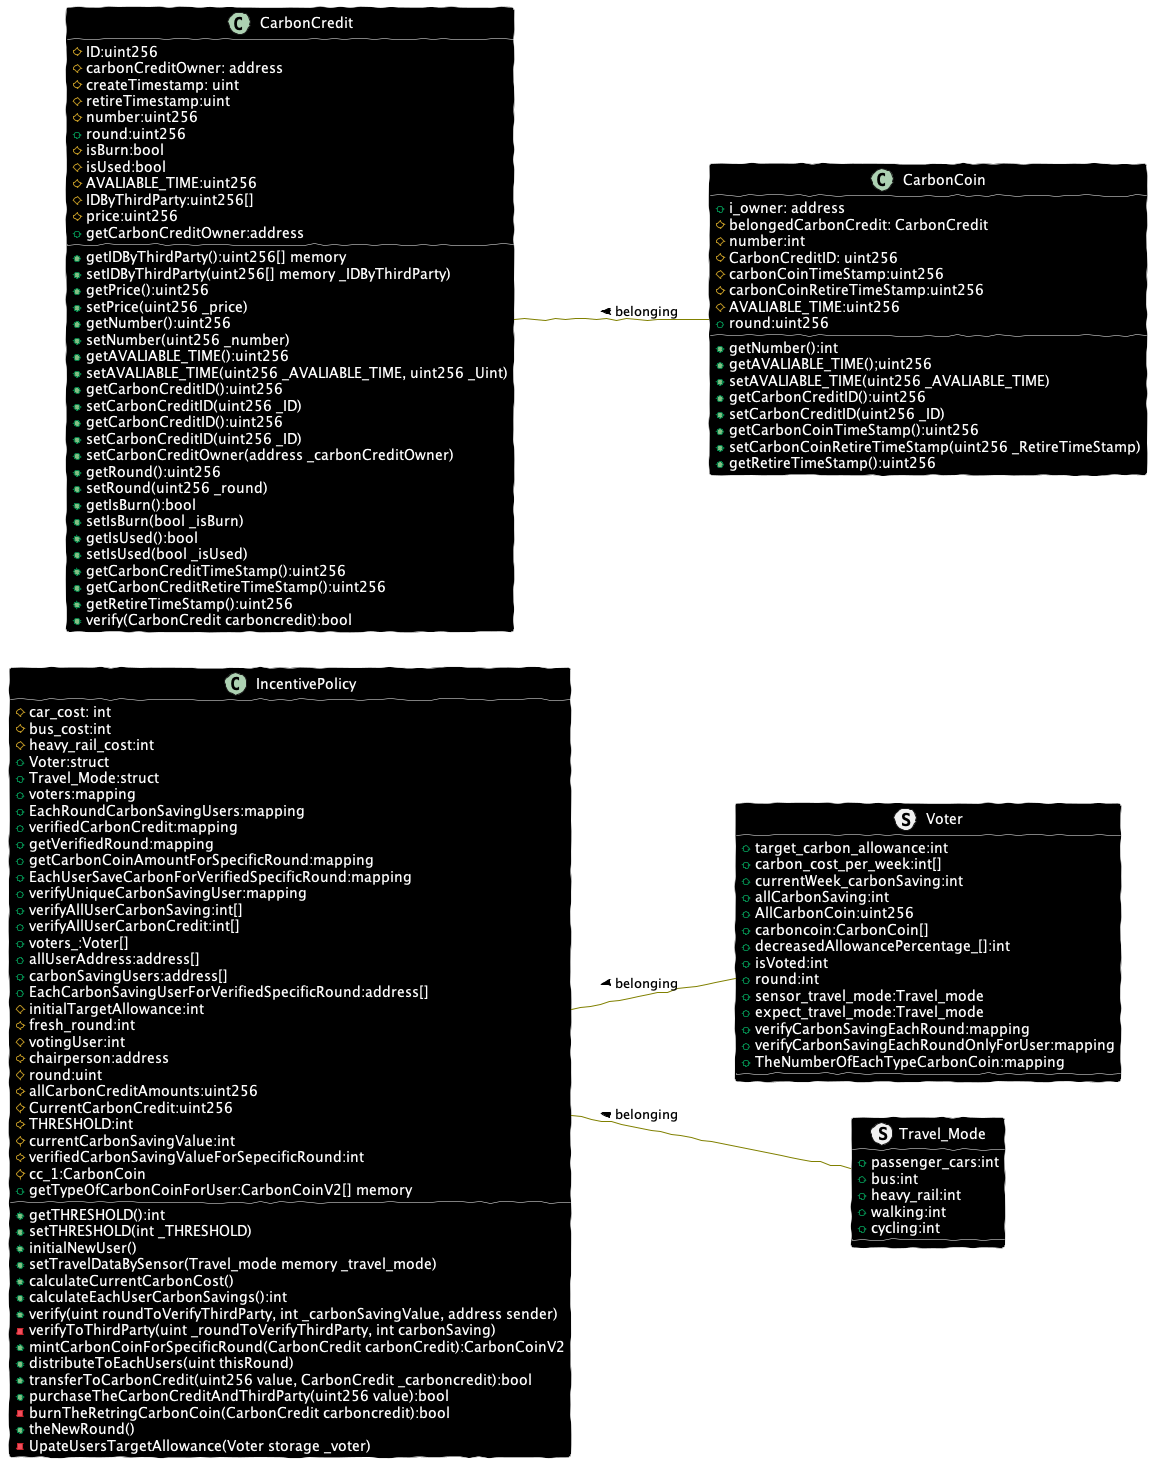 C CarbonCredit
ID:uint256
carbonCreditOwner: address
createTimestamp: uint
retireTimestamp:uint
number:uint256
round:uint256
isBurn:bool
isUsed:bool
AVALIABLE_TIME:uint256
IDByThirdParty:uint256[]
price:uint256
getCarbonCreditOwner:address
getIDByThirdParty():uint256[] memory
setIDByThirdParty(uint256[] memory _IDByThirdParty)
getPrice():uint256
setPrice(uint256 _price)
getNumber():uint256
setNumber(uint256 _number)
getAVALIABLE_TIME():uint256
setAVALIABLE_TIME(uint256 _AVALIABLE_TIME, uint256 _Uint)
getCarbonCreditID():uint256
setCarbonCreditID(uint256 _ID)
getCarbonCreditID():uint256
setCarbonCreditID(uint256 _ID)
setCarbonCreditOwner(address _carbonCreditOwner)
getRound():uint256
setRound(uint256 _round)
getIsBurn():bool
setIsBurn(bool _isBurn)
getIsUsed():bool
setIsUsed(bool _isUsed)
getCarbonCreditTimeStamp():uint256
getCarbonCreditRetireTimeStamp():uint256
getRetireTimeStamp():uint256
verify(CarbonCredit carboncredit):bool
belonging
C CarbonCoin
i_owner: address
belongedCarbonCredit: CarbonCredit
number:int
CarbonCreditID: uint256
carbonCoinTimeStamp:uint256
carbonCoinRetireTimeStamp:uint256
AVALIABLE_TIME:uint256
round:uint256
getNumber():int
getAVALIABLE_TIME();uint256
setAVALIABLE_TIME(uint256 _AVALIABLE_TIME)
getCarbonCreditID():uint256
setCarbonCreditID(uint256 _ID)
getCarbonCoinTimeStamp():uint256
setCarbonCoinRetireTimeStamp(uint256 _RetireTimeStamp)
getRetireTimeStamp():uint256
C IncentivePolicy
car_cost: int
bus_cost:int
heavy_rail_cost:int
Voter:struct
Travel_Mode:struct
voters:mapping
EachRoundCarbonSavingUsers:mapping
verifiedCarbonCredit:mapping
getVerifiedRound:mapping
getCarbonCoinAmountForSpecificRound:mapping
EachUserSaveCarbonForVerifiedSpecificRound:mapping
verifyUniqueCarbonSavingUser:mapping
verifyAllUserCarbonSaving:int[]
verifyAllUserCarbonCredit:int[]
voters_:Voter[]
allUserAddress:address[]
carbonSavingUsers:address[]
EachCarbonSavingUserForVerifiedSpecificRound:address[]
initialTargetAllowance:int
fresh_round:int
votingUser:int
chairperson:address
round:uint
allCarbonCreditAmounts:uint256
CurrentCarbonCredit:uint256
THRESHOLD:int
currentCarbonSavingValue:int
verifiedCarbonSavingValueForSepecificRound:int
cc_1:CarbonCoin
getTypeOfCarbonCoinForUser:CarbonCoinV2[] memory
getTHRESHOLD():int
setTHRESHOLD(int _THRESHOLD)
initialNewUser()
setTravelDataBySensor(Travel_mode memory _travel_mode)
calculateCurrentCarbonCost()
calculateEachUserCarbonSavings():int
verify(uint roundToVerifyThirdParty, int _carbonSavingValue, address sender)
verifyToThirdParty(uint _roundToVerifyThirdParty, int carbonSaving)
mintCarbonCoinForSpecificRound(CarbonCredit carbonCredit):CarbonCoinV2
distributeToEachUsers(uint thisRound)
transferToCarbonCredit(uint256 value, CarbonCredit _carboncredit):bool
purchaseTheCarbonCreditAndThirdParty(uint256 value):bool
burnTheRetringCarbonCoin(CarbonCredit carboncredit):bool
theNewRound()
UpateUsersTargetAllowance(Voter storage _voter)
belonging
belonging
S Voter
target_carbon_allowance:int
carbon_cost_per_week:int[]
currentWeek_carbonSaving:int
allCarbonSaving:int
AllCarbonCoin:uint256
carboncoin:CarbonCoin[]
decreasedAllowancePercentage_[]:int
isVoted:int
round:int
sensor_travel_mode:Travel_mode
expect_travel_mode:Travel_mode
verifyCarbonSavingEachRound:mapping
verifyCarbonSavingEachRoundOnlyForUser:mapping
TheNumberOfEachTypeCarbonCoin:mapping
S Travel_Mode
passenger_cars:int
bus:int
heavy_rail:int
walking:int
cycling:int